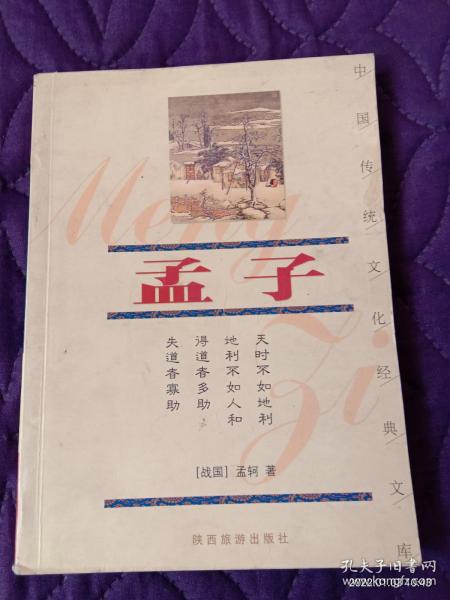 中国传统文化经典文库
Meng
Zi
孟子
天时不如地利
地利不如人和
得道者多助
失道者寡助
[战国] 孟轲 著
陕西旅游出版社
孔夫子旧书网